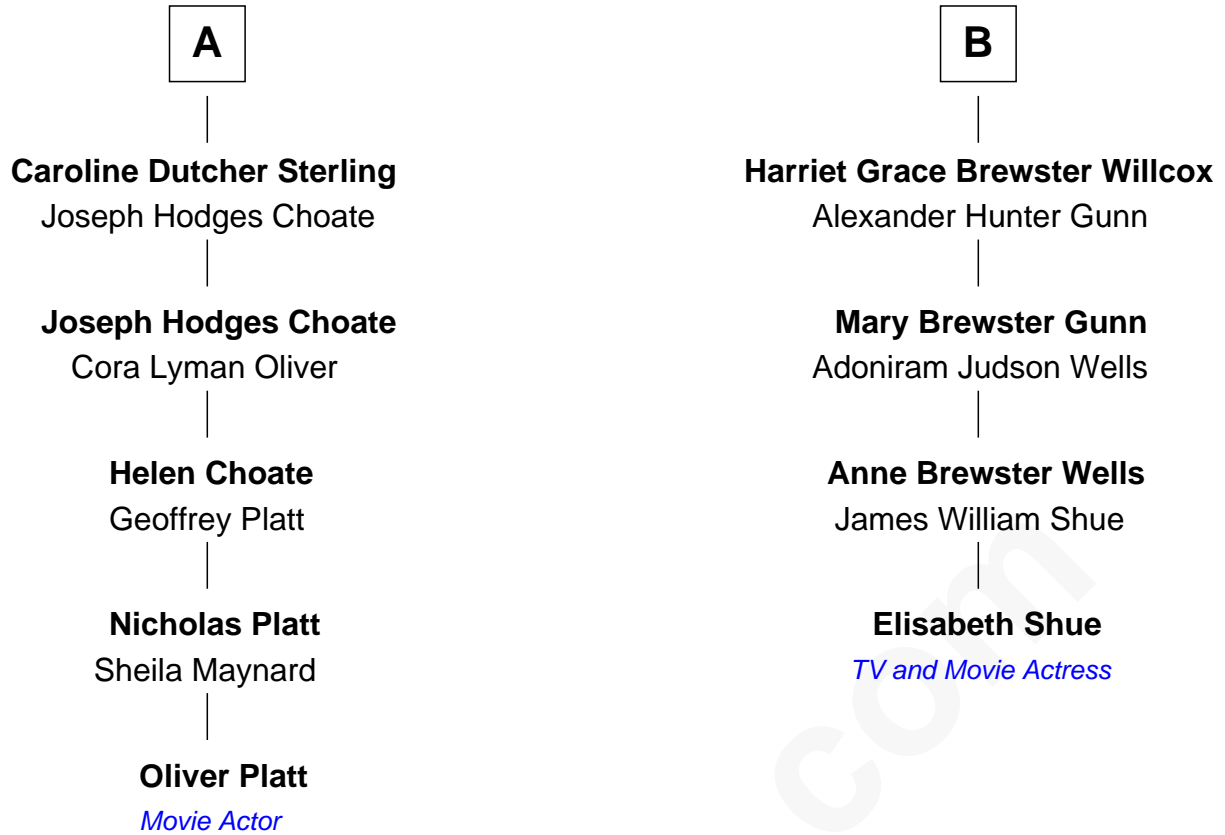 A
Caroline Dutcher Sterling
Joseph Hodges Choate
Joseph Hodges Choate
Cora Lyman Oliver
Helen Choate
Geoffrey Platt
Nicholas Platt
Sheila Maynard
Oliver Platt
Movie Actor
B
Harriet Grace Brewster Willcox
Alexander Hunter Gunn
Mary Brewster Gunn
Adoniram Judson Wells
Anne Brewster Wells
James William Shue
Elisabeth Shue
TV and Movie Actress
com